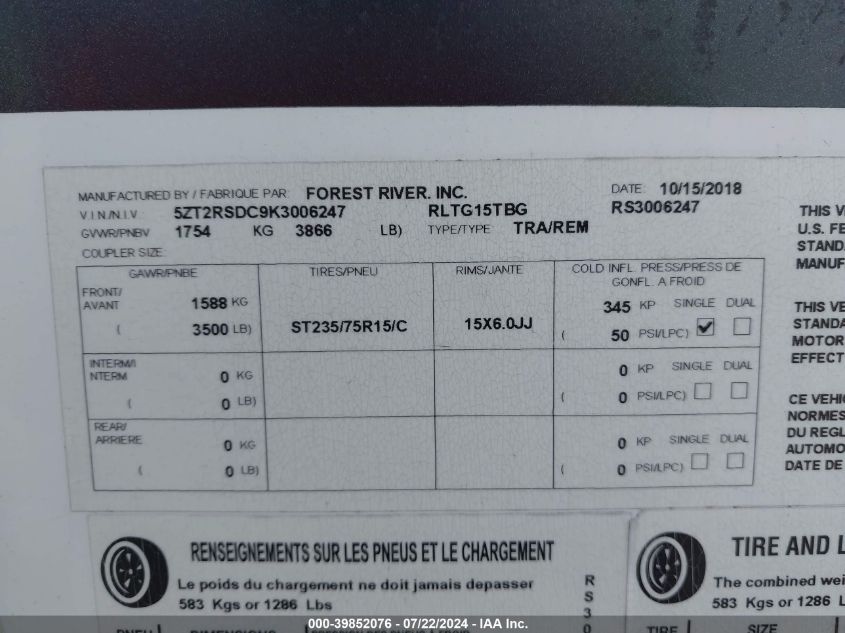 MANUFACTURED BY / FABRIQUE PAR: FOREST RIVER, INC. DATE: 10/15/2018
V.I.N./N.I.V. 5ZT2RSDC9K3006247 RLTG15TBG RS3006247
GVWR/PNBV 1754 KG 3866 LB) TYPE/TYPE TRA/REM
COUPLER SIZE:
GAWR/PNBE TIRES/PNEU RIMS/JANTE COLD INFL. PRESS/PRESS DE
GONFL. A FROID
FRONT/
AVANT 1588 KG 345 KP SINGLE DUAL
( 3500 LB) ST235/75R15/C 15X6.0JJ ( 50 PSI/LPC)
INTERM/I
NTERM 0 KG 0 KP SINGLE DUAL
( 0 LB) ( 0 PSI/LPC)
REAR/
ARRIERE 0 KG 0 KP SINGLE DUAL
( 0 LB) ( 0 PSI/LPC)
THIS V
U.S. FE
STAND
MANUF
THIS VE
STANDA
MOTOR
EFFECT
CE VEHI
NORMES
DU REGL
AUTOMO
DATE DE
RENSEIGNEMENTS SUR LES PNEUS ET LE CHARGEMENT
Le poids du chargement ne doit jamais depasser
583 Kgs or 1286 Lbs
RS30
TIRE AND L
The combined wei
583 Kgs or 1286 L
TIRE SIZE
000-39852076 - 07/22/2024 - IAA Inc.